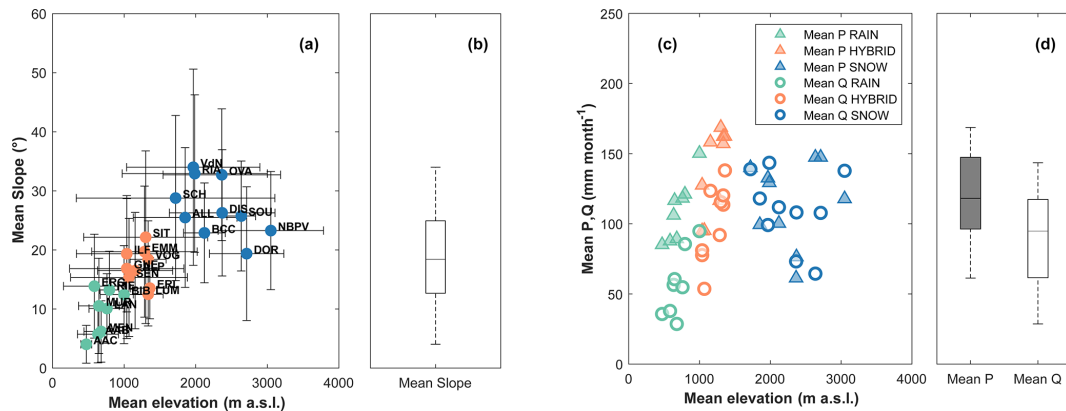 (a)
60
50
40
30
20
10
0
Mean Slope (°)
0 1000 2000 3000 4000
Mean elevation (m a.s.l.)
VdN
RIA
OVA
SCH
DIS
SOU
ALL
BCC
NBPV
DOR
SIT
EMM
VOG
SEN
LUM
BIB
MEN
AAC
(b)
Mean Slope
(c)
250
200
150
100
50
0
Mean P,Q (mm month⁻¹)
0 1000 2000 3000 4000
Mean elevation (m a.s.l.)
Mean P RAIN
Mean P HYBRID
Mean P SNOW
Mean Q RAIN
Mean Q HYBRID
Mean Q SNOW
(d)
Mean P Mean Q